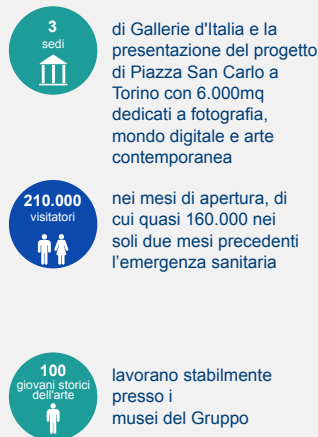 3
sedi
di Gallerie d'Italia e la
presentazione del progetto
di Piazza San Carlo a
Torino con 6.000mq
dedicati a fotografia,
mondo digitale e arte
contemporanea
210.000
visitatori
nei mesi di apertura, di
cui quasi 160.000 nei
soli due mesi precedenti
l'emergenza sanitaria
100
giovani storici
dell'arte
lavorano stabilmente
presso i
musei del Gruppo